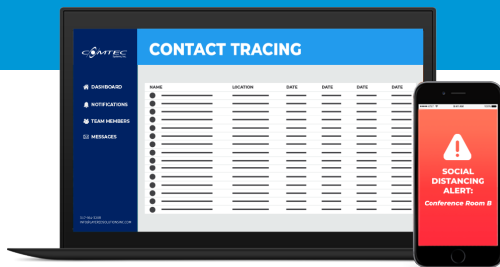 COMTEC
CONTACT TRACING
DASHBOARD
NOTIFICATIONS
TEAM MEMBERS
MESSAGES
NAME LOCATION DATE DATE DATE DATE
SOCIAL
DISTANCING
ALERT:
Conference Room B